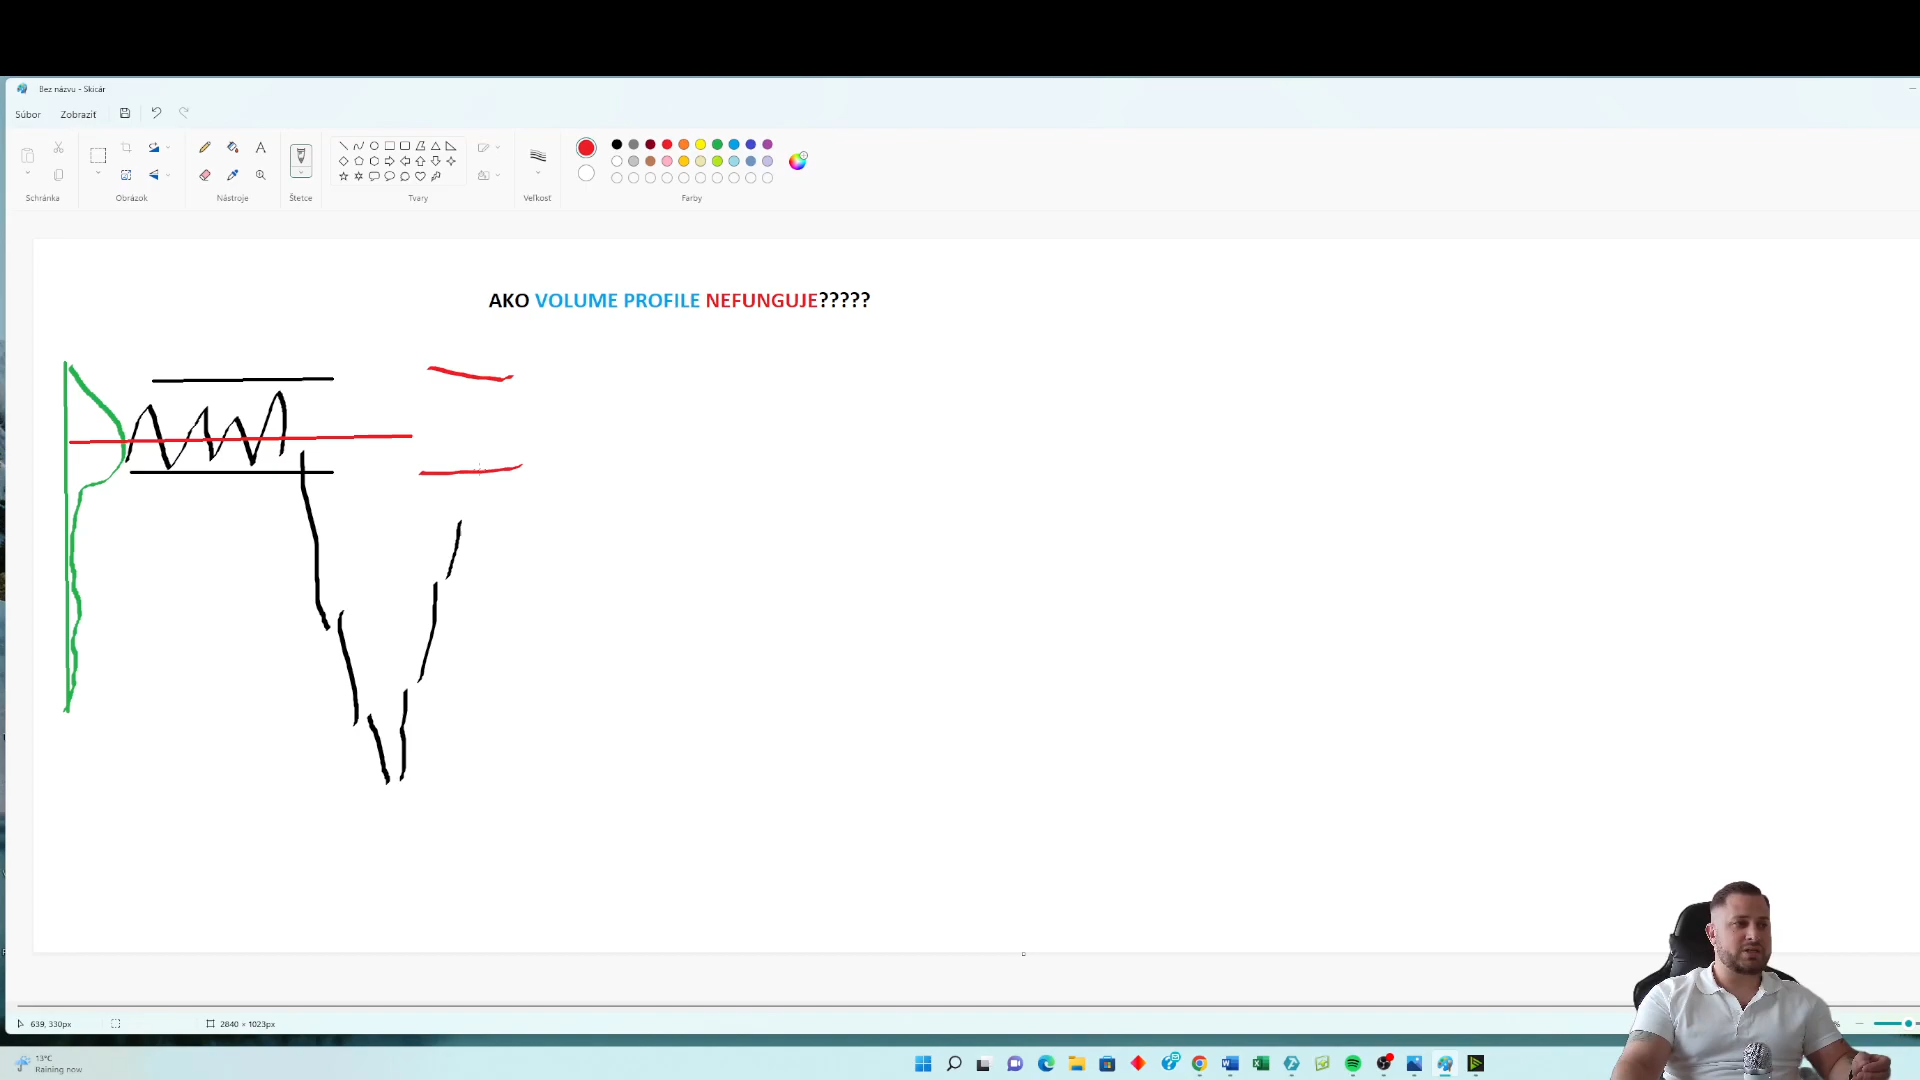 Bez názvu - Skicár
Súbor Zobraziť
Schránka Obrázok Nástroje Štetce Tvary Veľkosť Farby
AKO VOLUME PROFILE NEFUNGUJE?????
639, 330px 2840 × 1023px %
13°C
Raining now